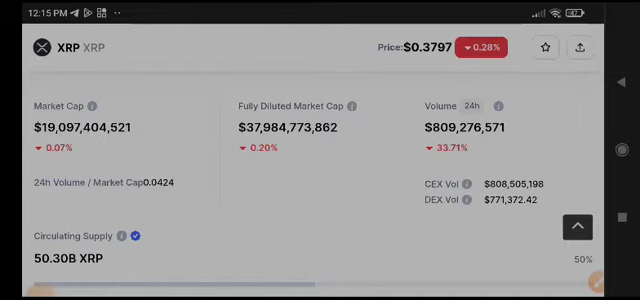 12:15 PM
XRP XRP
Price:$0.3797 0.28%
Market Cap
$19,097,404,521
0.07%
24h Volume / Market Cap0.0424
Fully Diluted Market Cap
$37,984,773,862
0.20%
Volume 24h
$809,276,571
33.71%
CEX Vol $808,505,198
DEX Vol $771,372.42
Circulating Supply
50.30B XRP
50%